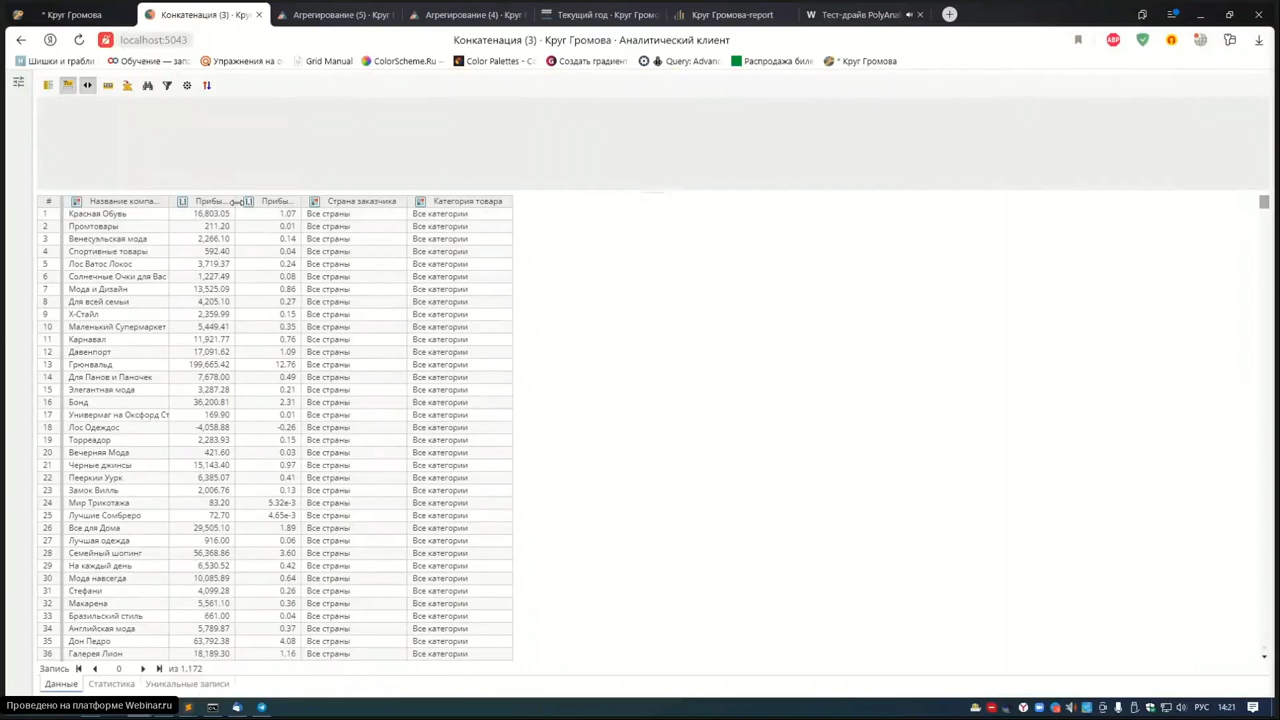 * Круг Громова
Конкатенация (3) · Кру
Агрегирование (5) · Круг I
Агрегирование (4) · Круг I
Текущий год · Круг Громо
Круг Громова-report
Тест-драйв PolyAnal
localhost:5043
Конкатенация (3) · Круг Громова · Аналитический клиент
Шишки и грабли
Обучение — зап
Упражнения на о
Grid Manual
ColorScheme.Ru –
Color Palettes - Co
Создать градиент
Query: Advanc
Распродажа биле
* Круг Громова
# Название компа... Прибы... Прибы... Страна заказчика Категория товара
1 Красная Обувь 16,803.05 1.07 Все страны Все категории
2 Промтовары 211.20 0.01 Все страны Все категории
3 Венесуэльская мода 2,266.10 0.14 Все страны Все категории
4 Спортивные товары 592.40 0.04 Все страны Все категории
5 Лос Ватос Локос 3,719.37 0.24 Все страны Все категории
6 Солнечные Очки для Вас 1,227.49 0.08 Все страны Все категории
7 Мода и Дизайн 13,525.09 0.86 Все страны Все категории
8 Для всей семьи 4,205.10 0.27 Все страны Все категории
9 Х-Стайл 2,359.99 0.15 Все страны Все категории
10 Маленький Супермаркет 5,449.41 0.35 Все страны Все категории
11 Карнавал 11,921.77 0.76 Все страны Все категории
12 Давенпорт 17,091.62 1.09 Все страны Все категории
13 Грюнвальд 199,665.42 12.76 Все страны Все категории
14 Для Панов и Паночек 7,678.00 0.49 Все страны Все категории
15 Элегантная мода 3,287.28 0.21 Все страны Все категории
16 Бонд 36,200.81 2.31 Все страны Все категории
17 Универмаг на Оксфорд Ст 169.90 0.01 Все страны Все категории
18 Лос Одеждос -4,058.88 -0.26 Все страны Все категории
19 Торреадор 2,283.93 0.15 Все страны Все категории
20 Вечерняя Мода 421.60 0.03 Все страны Все категории
21 Черные джинсы 15,143.40 0.97 Все страны Все категории
22 Пееркии Уурк 6,385.07 0.41 Все страны Все категории
23 Замок Вилль 2,006.76 0.13 Все страны Все категории
24 Мир Трикотажа 83.20 5.32e-3 Все страны Все категории
25 Лучшие Сомбреро 72.70 4.65e-3 Все страны Все категории
26 Все для Дома 29,505.10 1.89 Все страны Все категории
27 Лучшая одежда 916.00 0.06 Все страны Все категории
28 Семейный шопинг 56,368.86 3.60 Все страны Все категории
29 На каждый день 6,530.52 0.42 Все страны Все категории
30 Мода навсегда 10,085.89 0.64 Все страны Все категории
31 Стефани 4,099.28 0.26 Все страны Все категории
32 Макарена 5,561.10 0.36 Все страны Все категории
33 Бразильский стиль 661.00 0.04 Все страны Все категории
34 Английская мода 5,789.87 0.37 Все страны Все категории
35 Дон Педро 63,792.38 4.08 Все страны Все категории
36 Галерея Лион 18,189.30 1.16 Все страны Все категории
Запись 0 из 1.172
Данные Статистика Уникальные записи
Проведено на платформе Webinar.ru
РУС 14:21